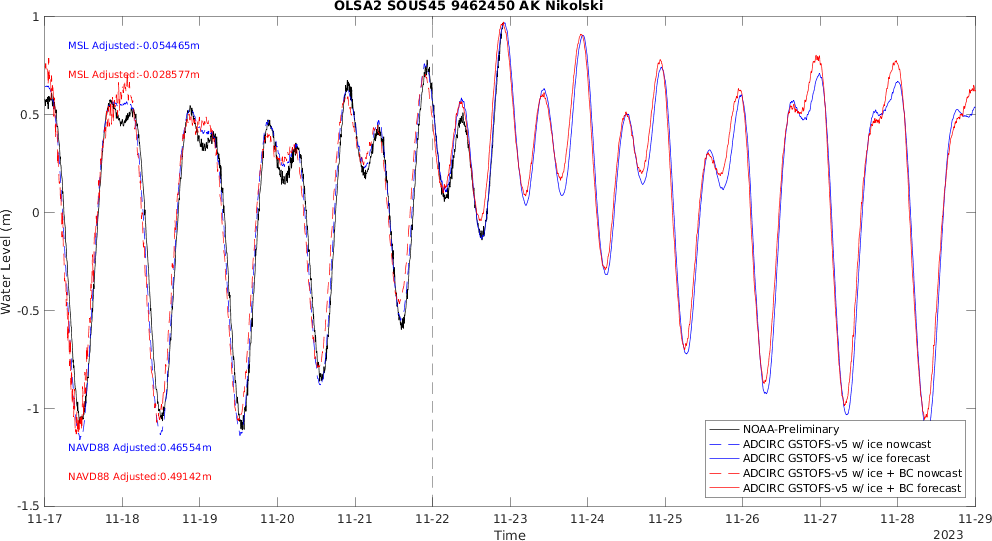 OLSA2 SOUS45 9462450 AK Nikolski
MSL Adjusted:-0.054465m
MSL Adjusted:-0.028577m
NAVD88 Adjusted:0.46554m
NAVD88 Adjusted:0.49142m
Water Level (m)
1
0.5
0
-0.5
-1
-1.5
NOAA-Preliminary
ADCIRC GSTOFS-v5 w/ ice nowcast
ADCIRC GSTOFS-v5 w/ ice forecast
ADCIRC GSTOFS-v5 w/ ice + BC nowcast
ADCIRC GSTOFS-v5 w/ ice + BC forecast
11-17 11-18 11-19 11-20 11-21 11-22 11-23 11-24 11-25 11-26 11-27 11-28 11-29
Time
2023